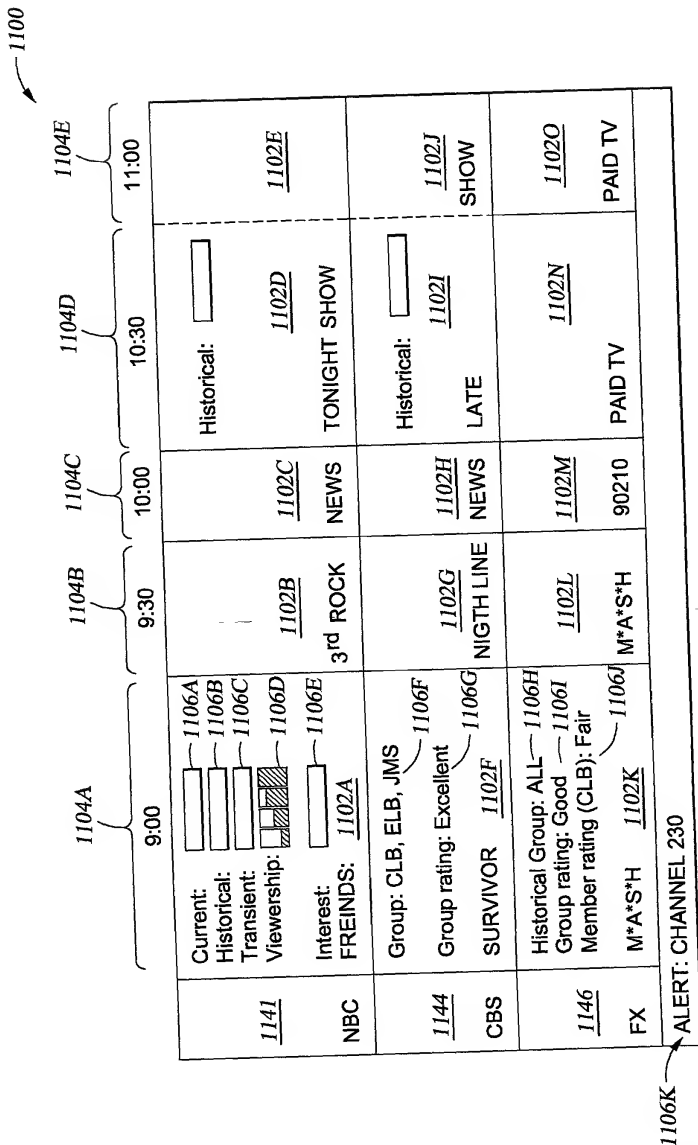 1100
1104A 1104B 1104C 1104D 1104E
9:00 9:30 10:00 10:30 11:00
1141
NBC
Current: 1106A
Historical: 1106B
Transient: 1106C
Viewership: 1106D
Interest: 1106E
FREINDS: 1102A
1102B
3rd ROCK
1102C
NEWS
Historical:
1102D
TONIGHT SHOW
1102E
1144
CBS
Group: CLB, ELB, JMS 1106F
Group rating: Excellent 1106G
SURVIVOR 1102F
1102G
NIGTH LINE
1102H
NEWS
Historical:
1102I
LATE
1102J
SHOW
1146
FX
Historical Group: ALL 1106H
Group rating: Good 1106I
Member rating (CLB): Fair 1106J
M*A*S*H 1102K
1102L
M*A*S*H
1102M
90210
1102N
PAID TV
1102O
PAID TV
ALERT: CHANNEL 230
1106K